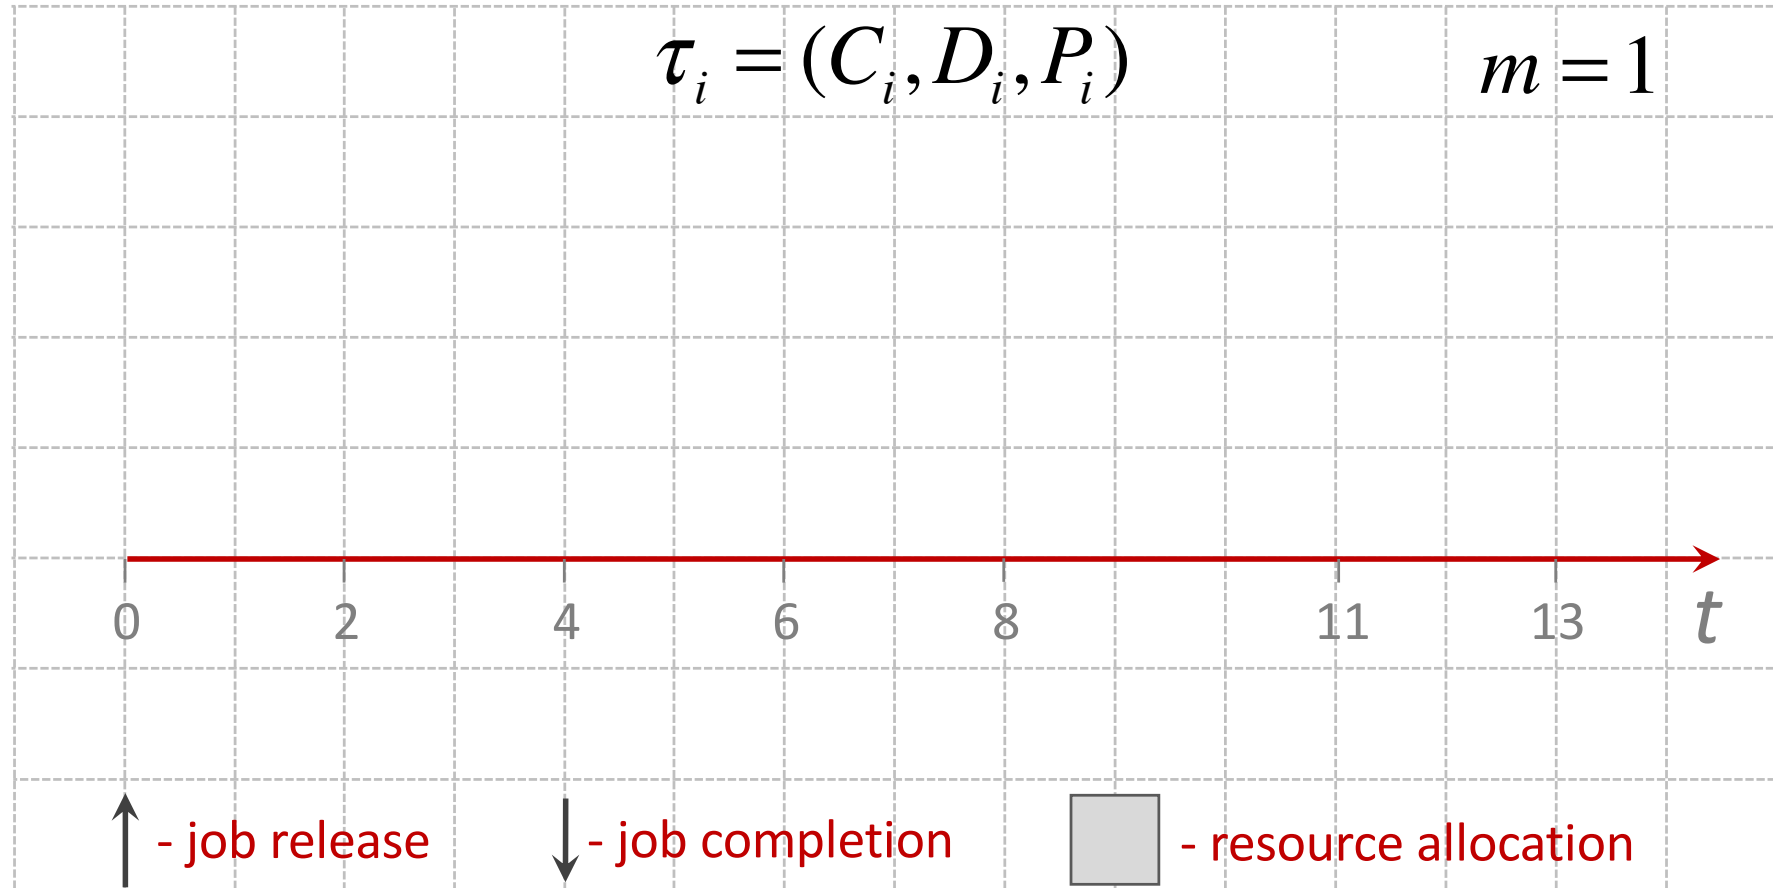 τᵢ = (Cᵢ, Dᵢ, Pᵢ) m = 1
0 2 4 6 8 11 13 t
- job release - job completion - resource allocation